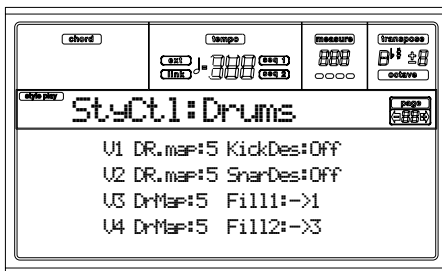 chord tempo measure transpose
ext seq 1
link seq 2
octave
style play StyCtl:Drums page
V1 DR.map:5 KickDes:Off
V2 DR.map:5 SnarDes:Off
V3 DrMap:5 Fill1:->1
V4 DrMap:5 Fill2:->3